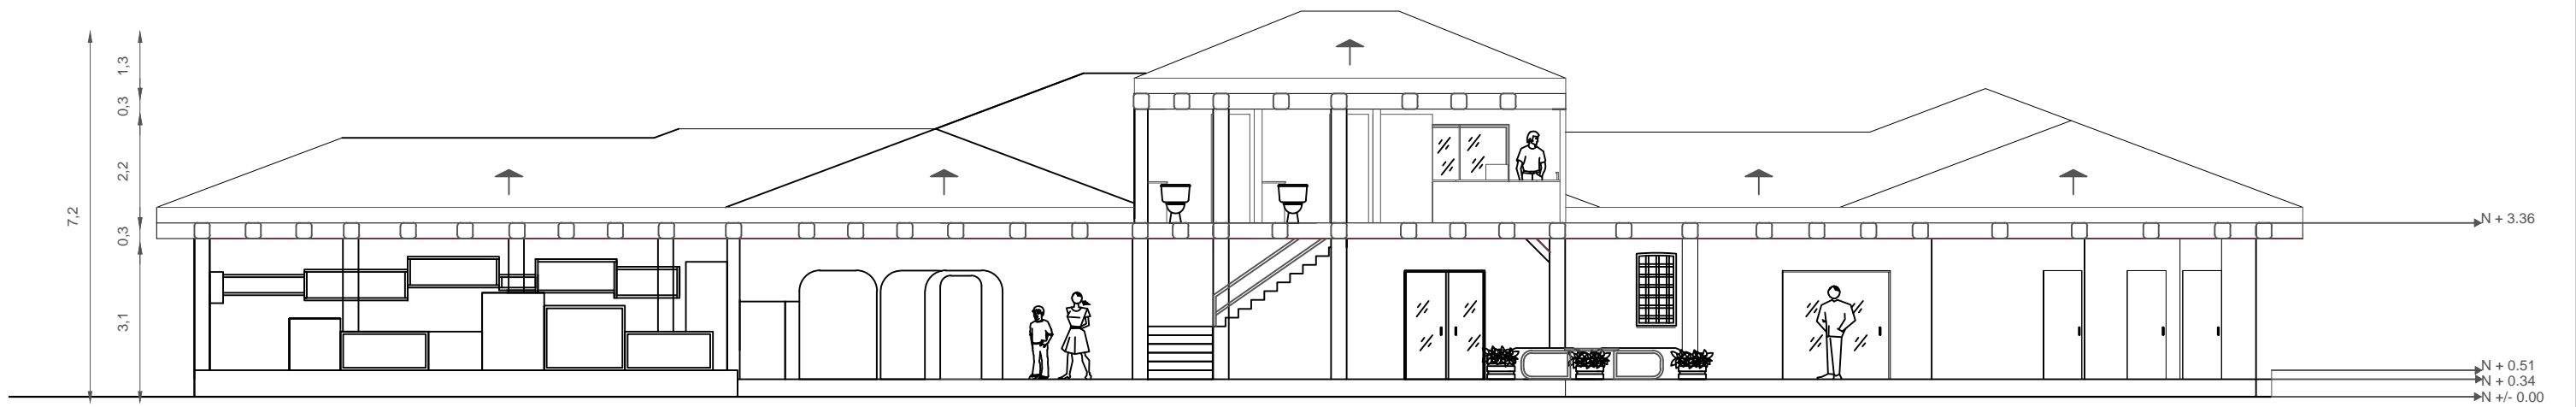 1,3
0,3
2,2
7,2
0,3
3,1
N + 3.36
N + 0.51
N + 0.34
N +/- 0.00